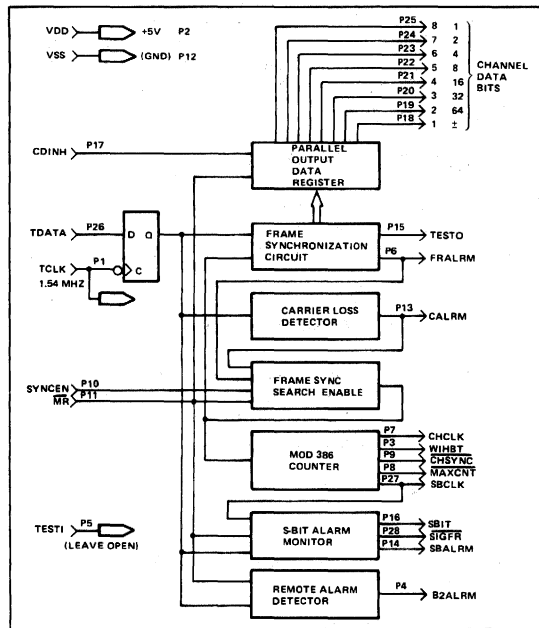 VDD +5V P2
VSS (GND) P12
P25 8 1
P24 7 2
P23 6 4
P22 5 8
P21 4 16
P20 3 32
P19 2 64
P18 1 ±
CHANNEL
DATA
BITS
CDINH P17
PARALLEL
OUTPUT
DATA
REGISTER
TDATA P26
D Q
C
TCLK P1
1.54 MHZ
FRAME
SYNCHRONIZATION
CIRCUIT
P15 TESTO
P6 FRALRM
CARRIER LOSS
DETECTOR
P13 CALRM
SYNCEN P10
MR P11
FRAME SYNC
SEARCH ENABLE
MOD 386
COUNTER
P7 CHCLK
P3 WIHBT
P9 CHSYNC
P8 MAXCNT
P27 SBCLK
TESTI P5
(LEAVE OPEN)
S-BIT ALARM
MONITOR
P16 SBIT
P28 SIGFR
P14 SBALRM
REMOTE ALARM
DETECTOR
P4 B2ALRM